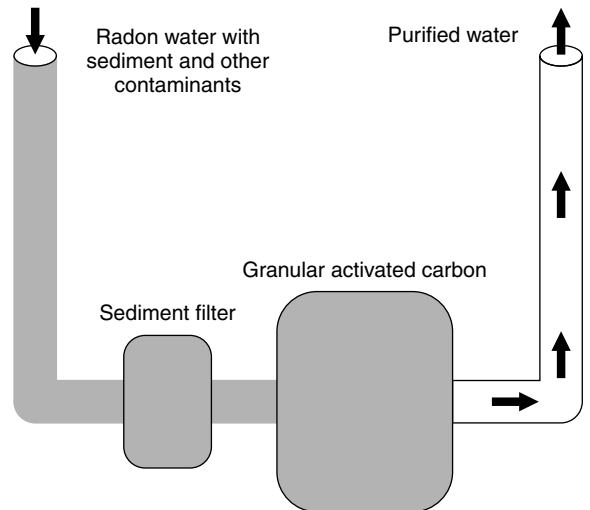 Radon water with
sediment and other
contaminants
Purified water
Granular activated carbon
Sediment filter